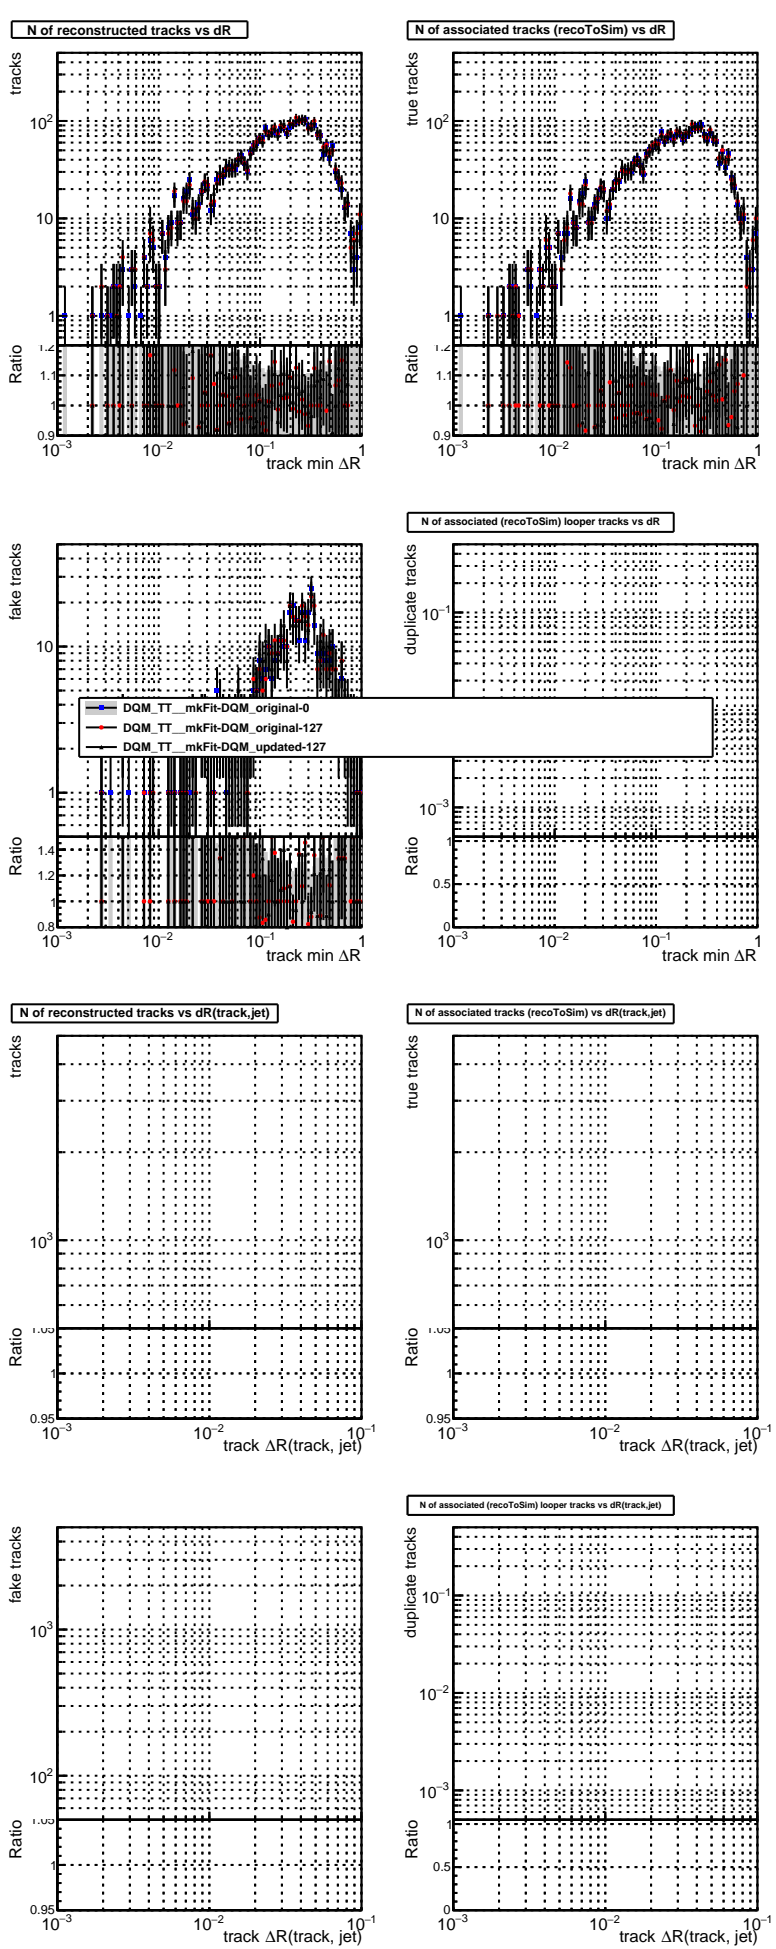 N of reconstructed tracks vs dR
N of associated tracks (recoToSim) vs dR
tracks
10²
10
1
Ratio
1.2
1.1
1
0.9
10⁻³ 10⁻² 10⁻¹ 1
track min ΔR
true tracks
10²
10
1
Ratio
1.2
1.1
1
0.9
10⁻³ 10⁻² 10⁻¹ 1
track min ΔR
N of associated (recoToSim) looper tracks vs dR
fake tracks
10
1
Ratio
1.4
1.2
1
0.8
10⁻³ 10⁻² 10⁻¹ 1
track min ΔR
duplicate tracks
10⁻¹
10⁻³
Ratio
1
0.5
0
10⁻³ 10⁻² 10⁻¹ 1
track min ΔR
DQM_TT__mkFit-DQM_original-0
DQM_TT__mkFit-DQM_original-127
DQM_TT__mkFit-DQM_updated-127
N of reconstructed tracks vs dR(track,jet)
N of associated tracks (recoToSim) vs dR(track,jet)
tracks
10³
Ratio
1.05
1
0.95
10⁻³ 10⁻² 10⁻¹
track ΔR(track, jet)
true tracks
10³
Ratio
1.05
1
0.95
10⁻³ 10⁻² 10⁻¹
track ΔR(track, jet)
N of associated (recoToSim) looper tracks vs dR(track,jet)
fake tracks
10³
10²
Ratio
1.05
1
0.95
10⁻³ 10⁻² 10⁻¹
track ΔR(track, jet)
duplicate tracks
10⁻¹
10⁻²
10⁻³
Ratio
1
0.5
0
10⁻³ 10⁻² 10⁻¹
track ΔR(track, jet)